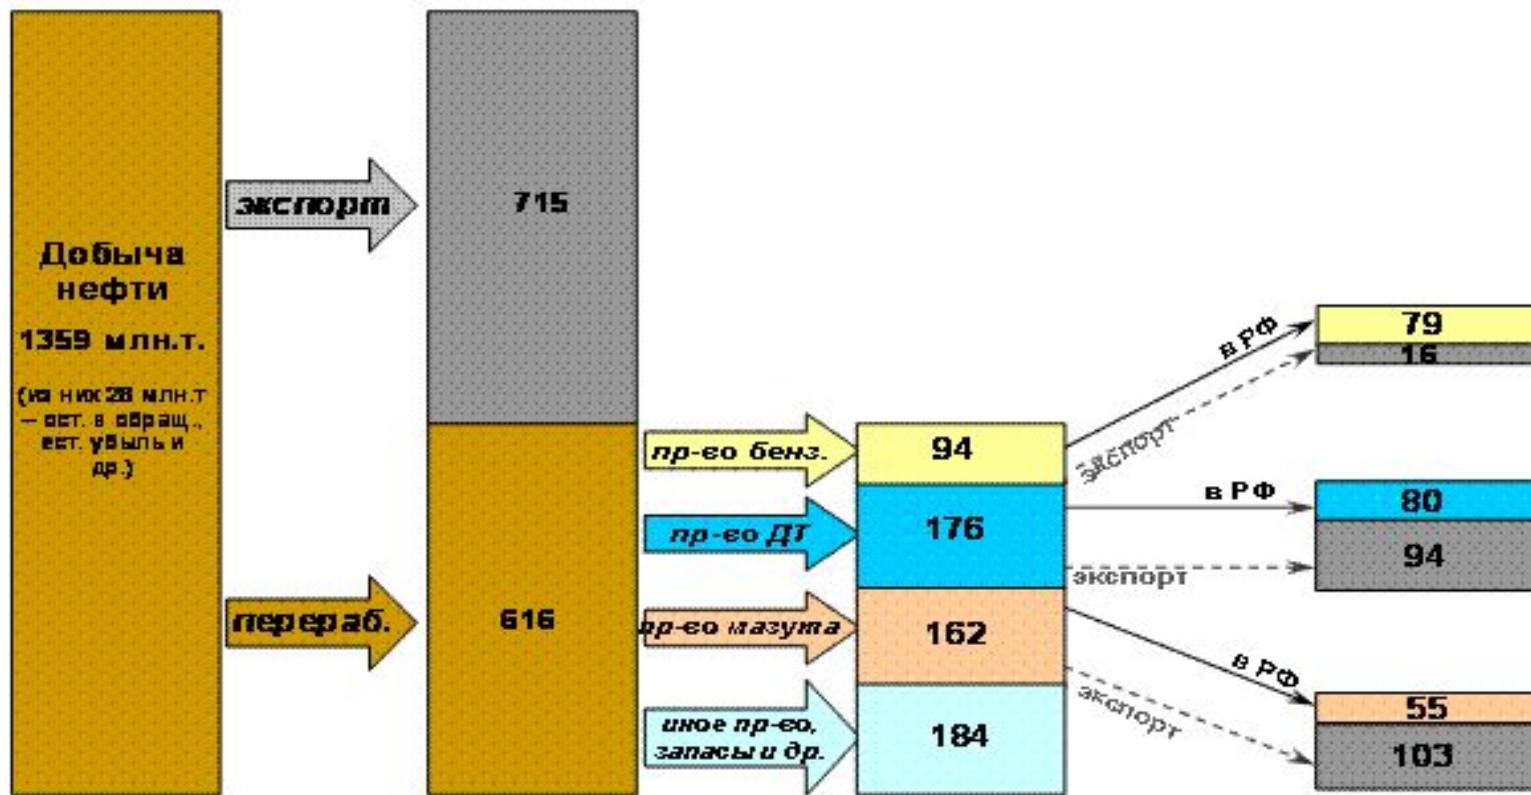 Добыча
нефти
1359 млн.т.
(из них 28 млн.т
– ост. в обращ.,
ест. убыль и
др.)
экспорт
перераб.
715
616
пр-во бенз.
пр-во ДТ
пр-во мазута
иное пр-во,
запасы и др.
94
176
162
184
в РФ
экспорт
в РФ
экспорт
в РФ
экспорт
79
16
80
94
55
103